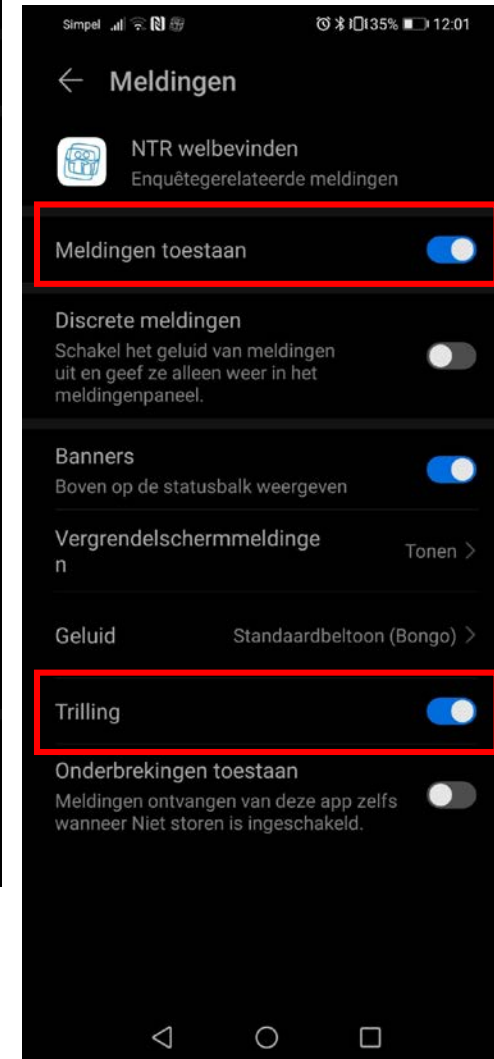 Simpel 35% 12:01
Meldingen
NTR welbevinden
Enquêtegerelateerde meldingen
Meldingen toestaan
Discrete meldingen
Schakel het geluid van meldingen
uit en geef ze alleen weer in het
meldingenpaneel.
Banners
Boven op de statusbalk weergeven
Vergrendelschermmeldinge
n
Tonen >
Geluid Standaardbeltoon (Bongo) >
Trilling
Onderbrekingen toestaan
Meldingen ontvangen van deze app zelfs
wanneer Niet storen is ingeschakeld.